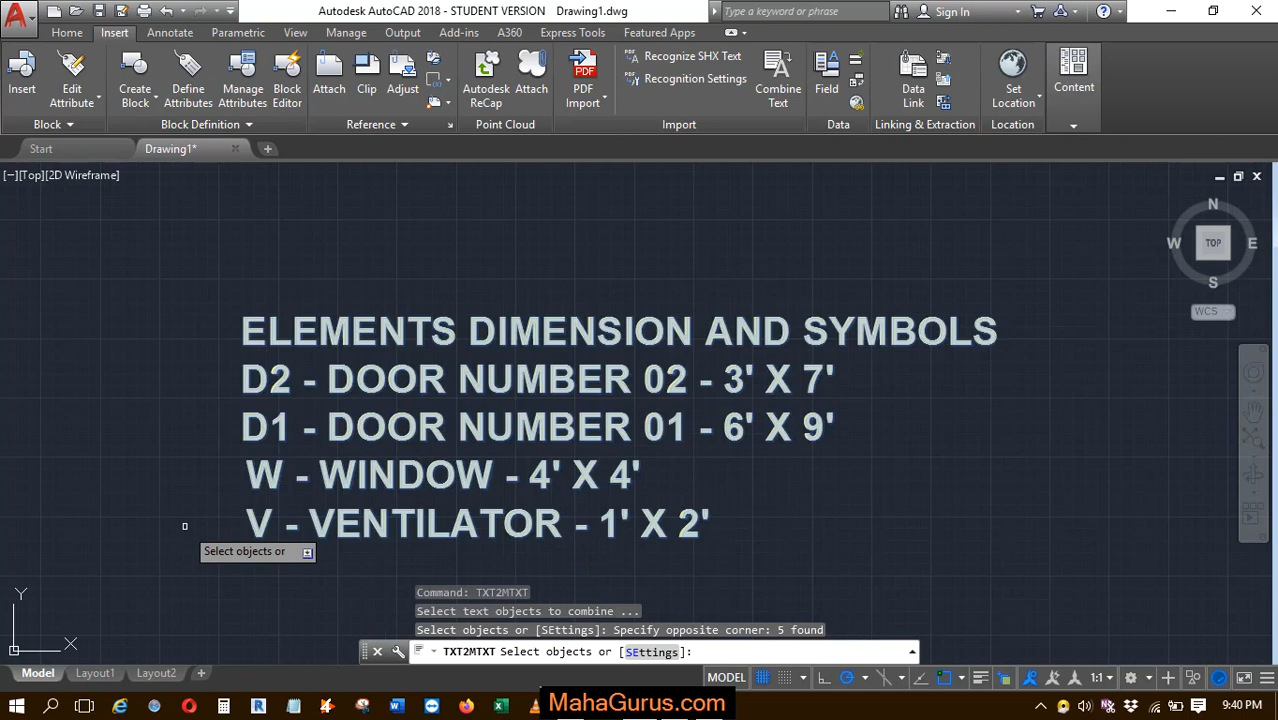 Autodesk AutoCAD 2018 - STUDENT VERSION Drawing1.dwg
Type a keyword or phrase
Sign In
Home Insert Annotate Parametric View Manage Output Add-ins A360 Express Tools Featured Apps
Insert
Edit Attribute
Create Block
Define Attributes
Manage Attributes
Block Editor
Attach
Clip
Adjust
Autodesk ReCap
Attach
PDF Import
Recognize SHX Text
Recognition Settings
Combine Text
Field
Data Link
Set Location
Content
Block
Block Definition
Reference
Point Cloud
Import
Data
Linking & Extraction
Location
Start
Drawing1*
[−][Top][2D Wireframe]
N
W TOP E
S
WCS
ELEMENTS DIMENSION AND SYMBOLS
D2 - DOOR NUMBER 02 - 3' X 7'
D1 - DOOR NUMBER 01 - 6' X 9'
W - WINDOW - 4' X 4'
V - VENTILATOR - 1' X 2'
Select objects or
Y
X
Command: TXT2MTXT
Select text objects to combine ...
Select objects or [SEttings]: Specify opposite corner: 5 found
TXT2MTXT Select objects or [SEttings]:
Model Layout1 Layout2
MODEL
1:1
MahaGurus.com
9:40 PM